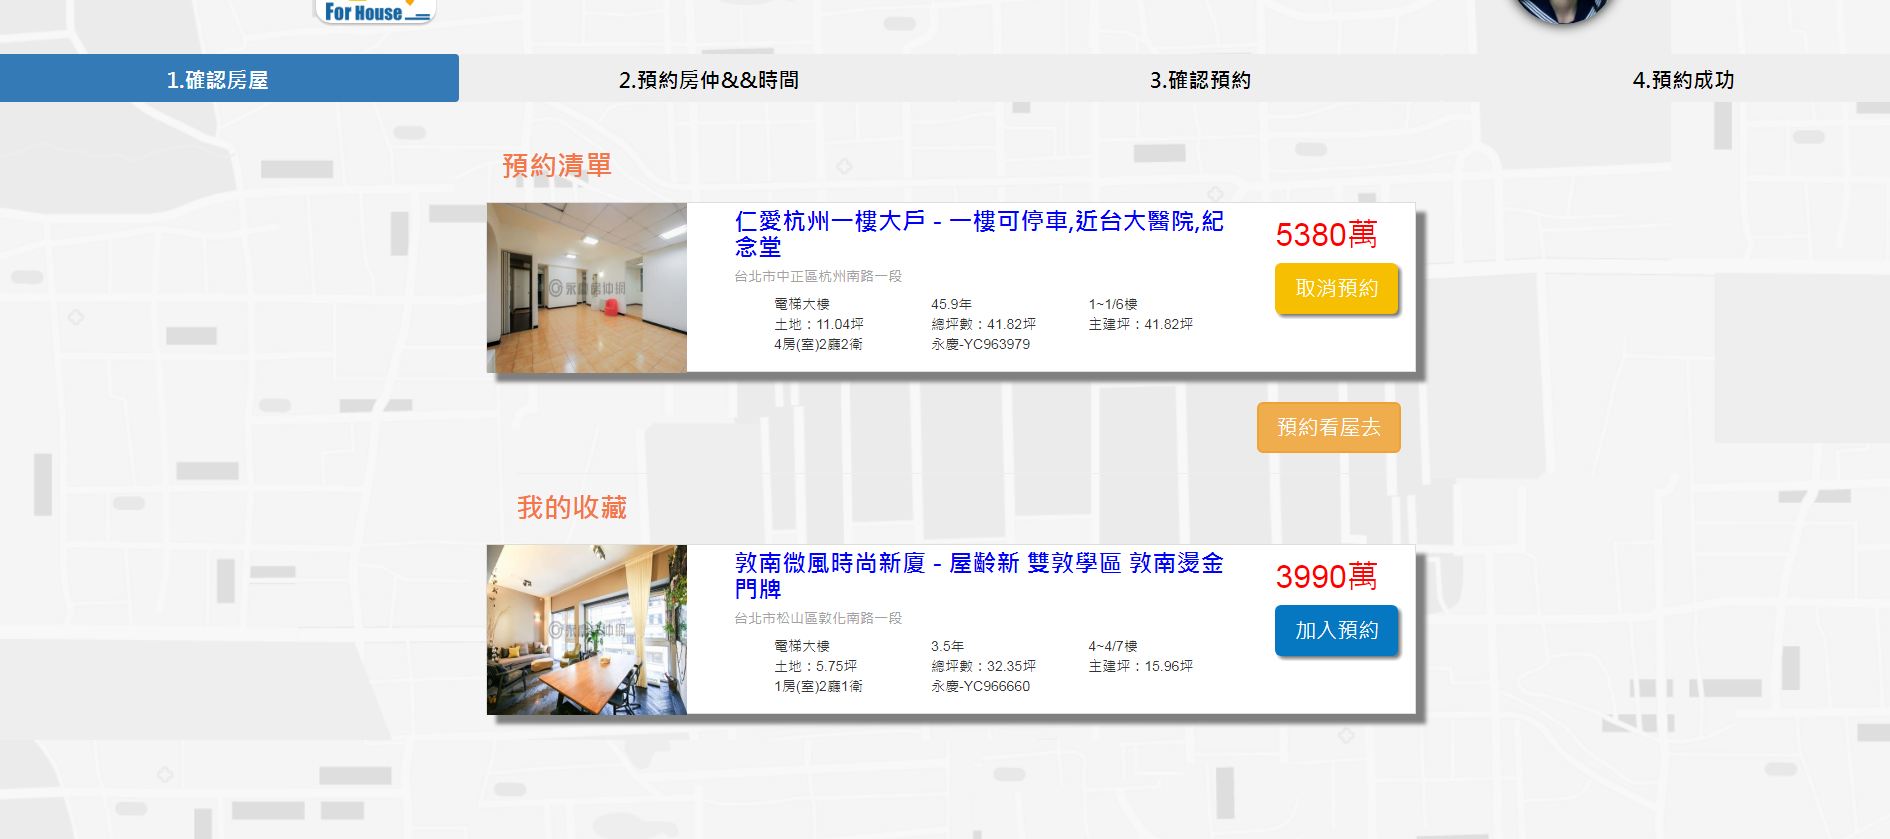 For House
1.確認房屋
2.預約房仲&&時間
3.確認預約
4.預約成功
預約清單
仁愛杭州一樓大戶 - 一樓可停車,近台大醫院,紀
念堂
5380萬
台北市中正區杭州南路一段
取消預約
電梯大樓 45.9年 1~1/6樓
土地：11.04坪 總坪數：41.82坪 主建坪：41.82坪
4房(室)2廳2衛 永慶-YC963979
永慶房仲網
預約看屋去
我的收藏
敦南微風時尚新廈 - 屋齡新 雙敦學區 敦南燙金
門牌
3990萬
台北市松山區敦化南路一段
加入預約
電梯大樓 3.5年 4~4/7樓
土地：5.75坪 總坪數：32.35坪 主建坪：15.96坪
1房(室)2廳1衛 永慶-YC966660
永慶房仲網